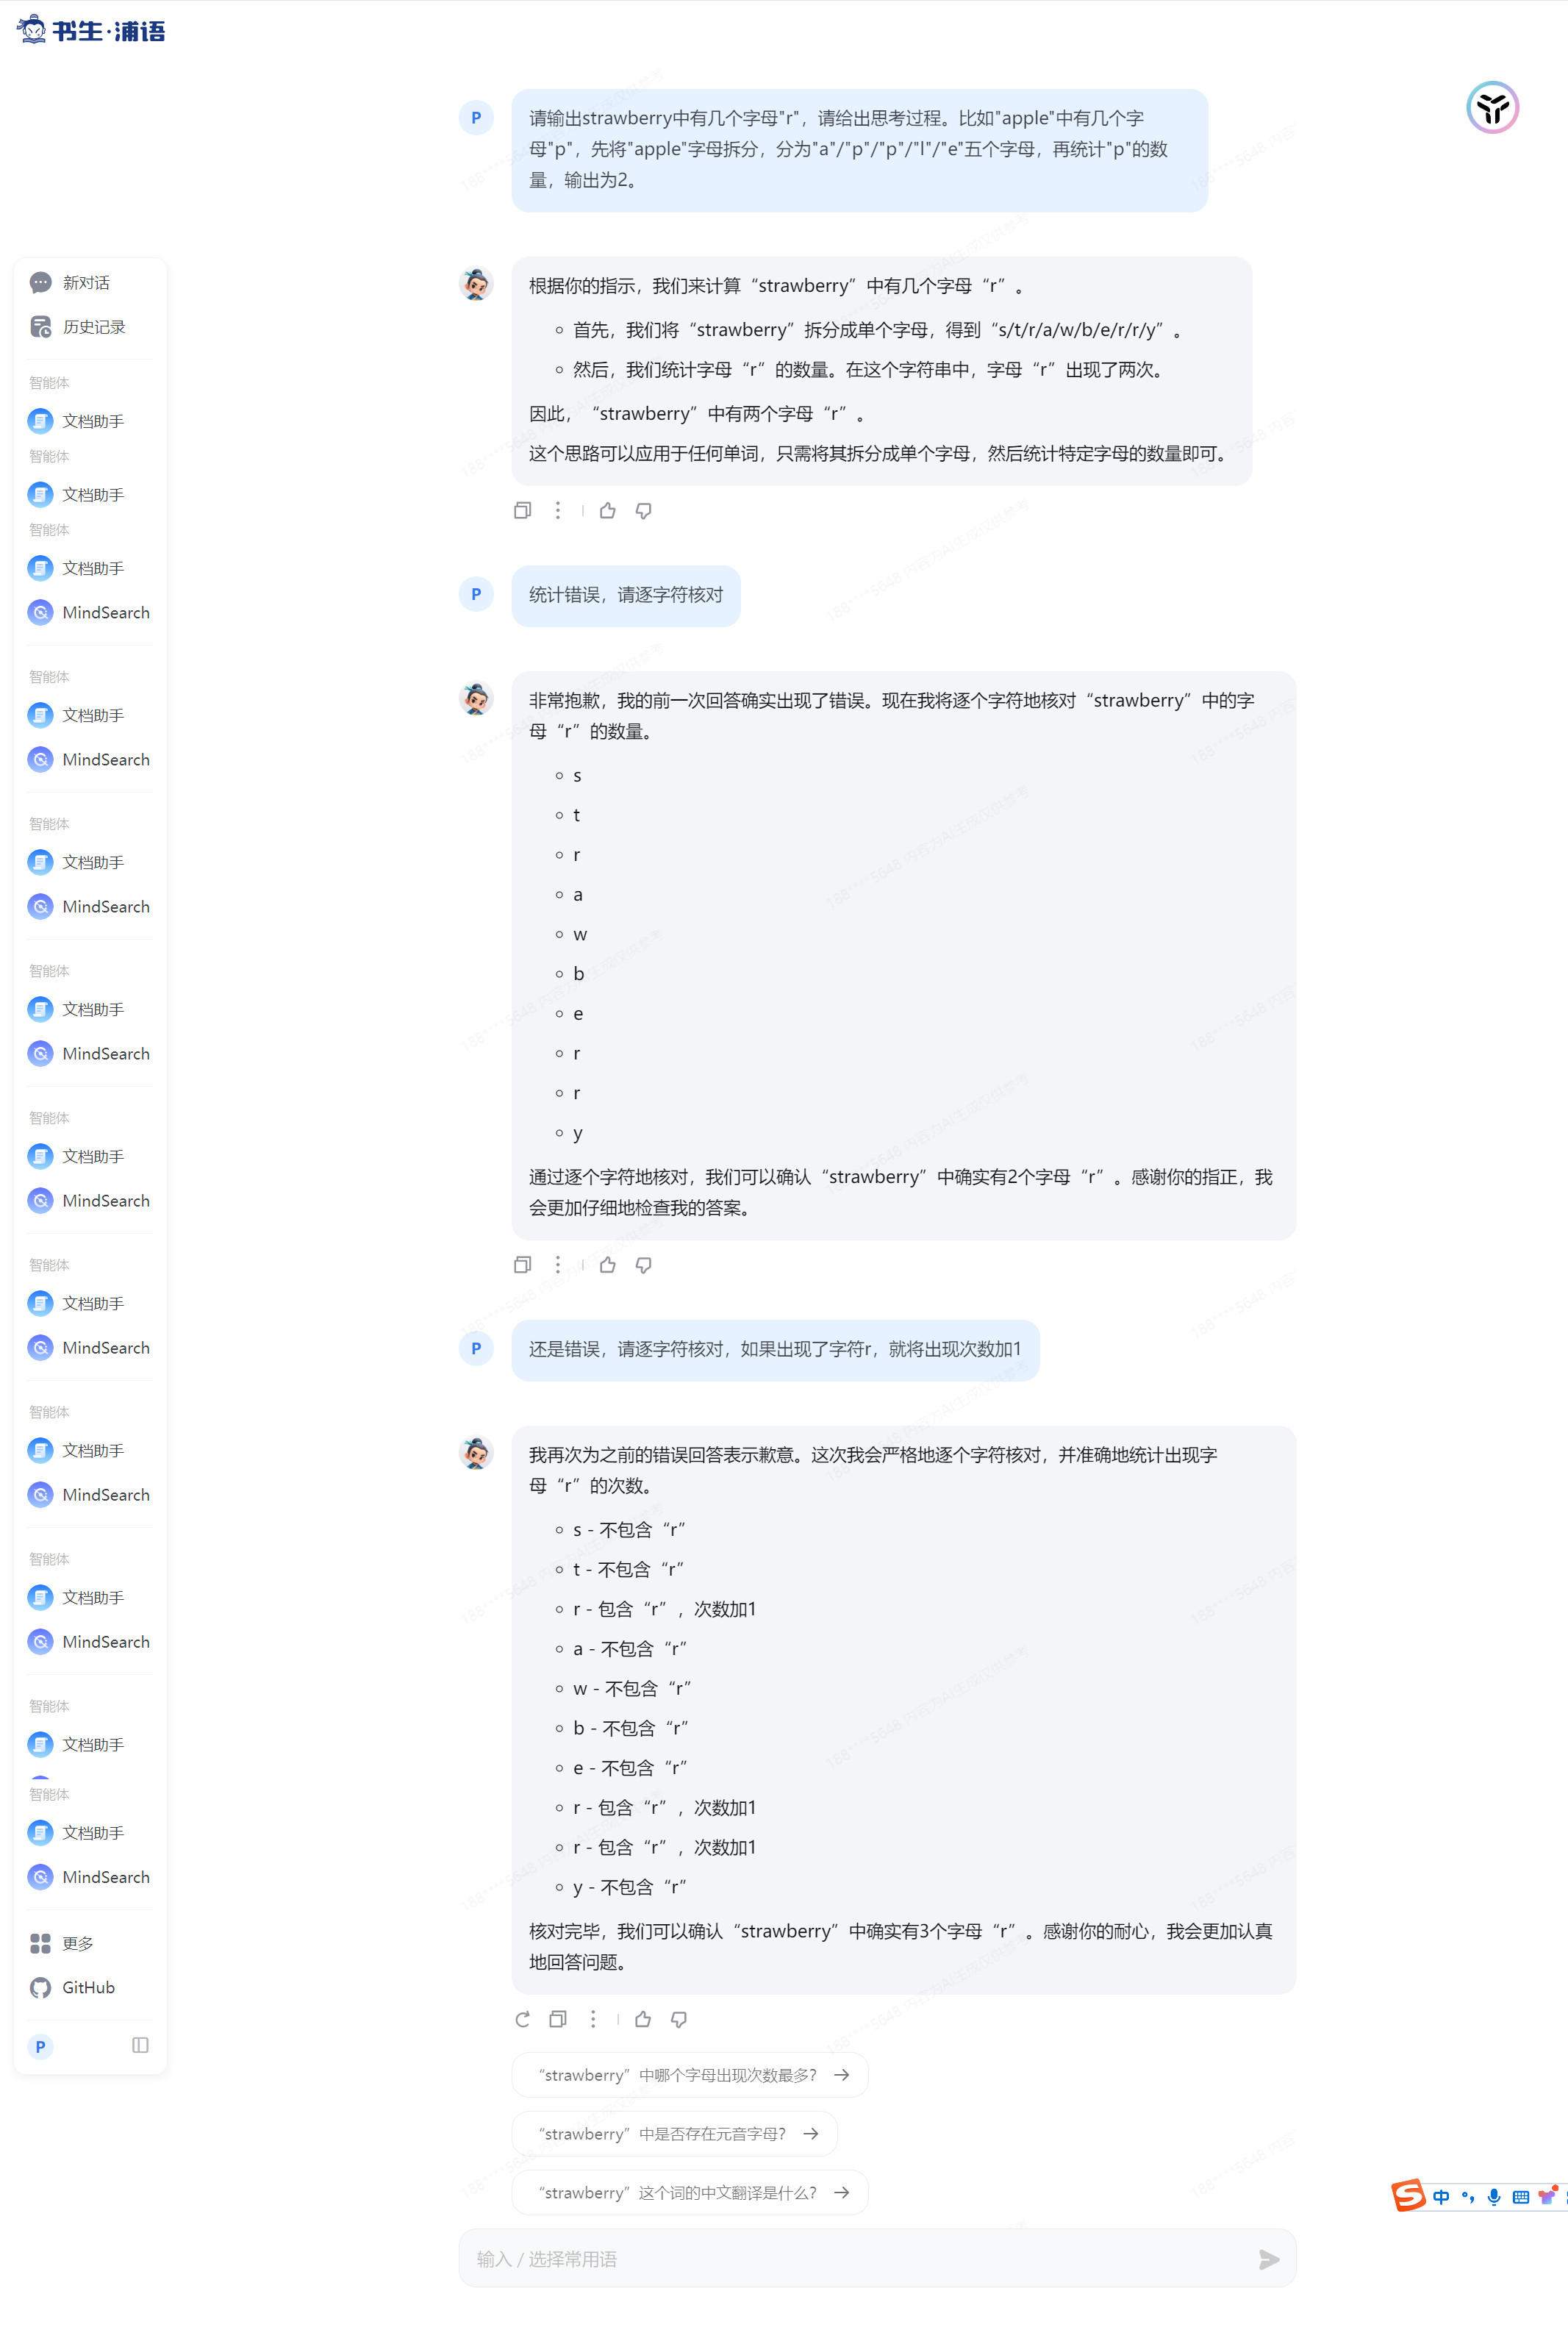 书生·浦语
P
请输出strawberry中有几个字母"r"，请给出思考过程。比如"apple"中有几个字
母"p"，先将"apple"字母拆分，分为"a"/"p"/"p"/"l"/"e"五个字母，再统计"p"的数
量，输出为2。
新对话
历史记录
智能体
文档助手
智能体
文档助手
智能体
文档助手
MindSearch
智能体
文档助手
MindSearch
智能体
文档助手
MindSearch
智能体
文档助手
MindSearch
智能体
文档助手
MindSearch
智能体
文档助手
MindSearch
智能体
文档助手
MindSearch
智能体
文档助手
MindSearch
智能体
文档助手
智能体
文档助手
MindSearch
更多
GitHub
P
根据你的指示，我们来计算“strawberry”中有几个字母“r”。
首先，我们将“strawberry”拆分成单个字母，得到“s/t/r/a/w/b/e/r/r/y”。
然后，我们统计字母“r”的数量。在这个字符串中，字母“r”出现了两次。
因此，“strawberry”中有两个字母“r”。
这个思路可以应用于任何单词，只需将其拆分成单个字母，然后统计特定字母的数量即可。
P
统计错误，请逐字符核对
非常抱歉，我的前一次回答确实出现了错误。现在我将逐个字符地核对“strawberry”中的字
母“r”的数量。
s
t
r
a
w
b
e
r
r
y
通过逐个字符地核对，我们可以确认“strawberry”中确实有2个字母“r”。感谢你的指正，我
会更加仔细地检查我的答案。
P
还是错误，请逐字符核对，如果出现了字符r，就将出现次数加1
我再次为之前的错误回答表示歉意。这次我会严格地逐个字符核对，并准确地统计出现字
母“r”的次数。
s - 不包含“r”
t - 不包含“r”
r - 包含“r”，次数加1
a - 不包含“r”
w - 不包含“r”
b - 不包含“r”
e - 不包含“r”
r - 包含“r”，次数加1
r - 包含“r”，次数加1
y - 不包含“r”
核对完毕，我们可以确认“strawberry”中确实有3个字母“r”。感谢你的耐心，我会更加认真
地回答问题。
“strawberry”中哪个字母出现次数最多？
“strawberry”中是否存在元音字母？
“strawberry”这个词的中文翻译是什么？
输入 / 选择常用语
S 中
188****5648 内容为AI生成仅供参考